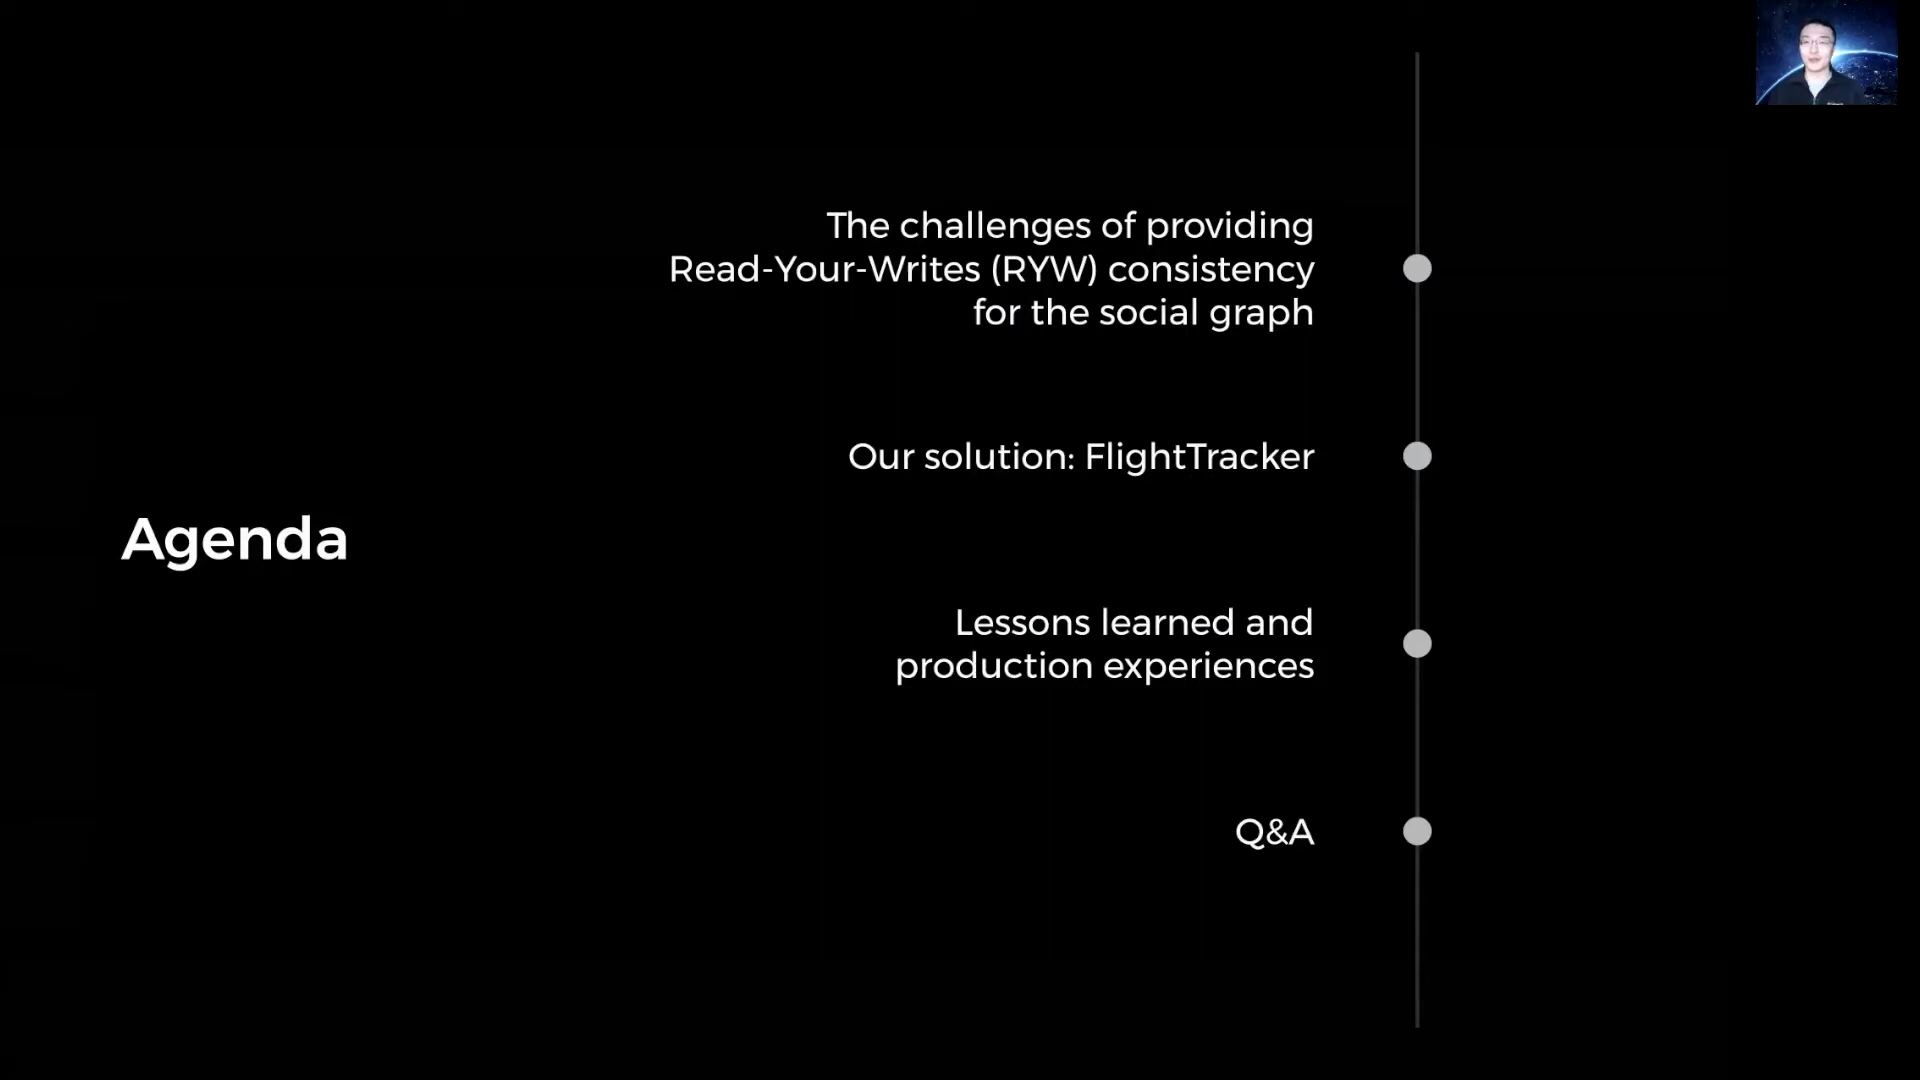 Agenda
The challenges of providing
Read-Your-Writes (RYW) consistency
for the social graph
Our solution: FlightTracker
Lessons learned and
production experiences
Q&A